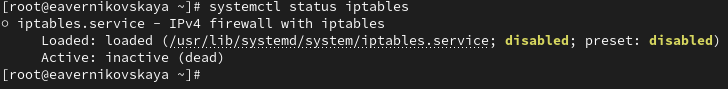 [root@eavernikovskaya ~]# systemctl status iptables
○ iptables.service - IPv4 firewall with iptables
     Loaded: loaded (/usr/lib/systemd/system/iptables.service; disabled; preset: disabled)
     Active: inactive (dead)
[root@eavernikovskaya ~]#